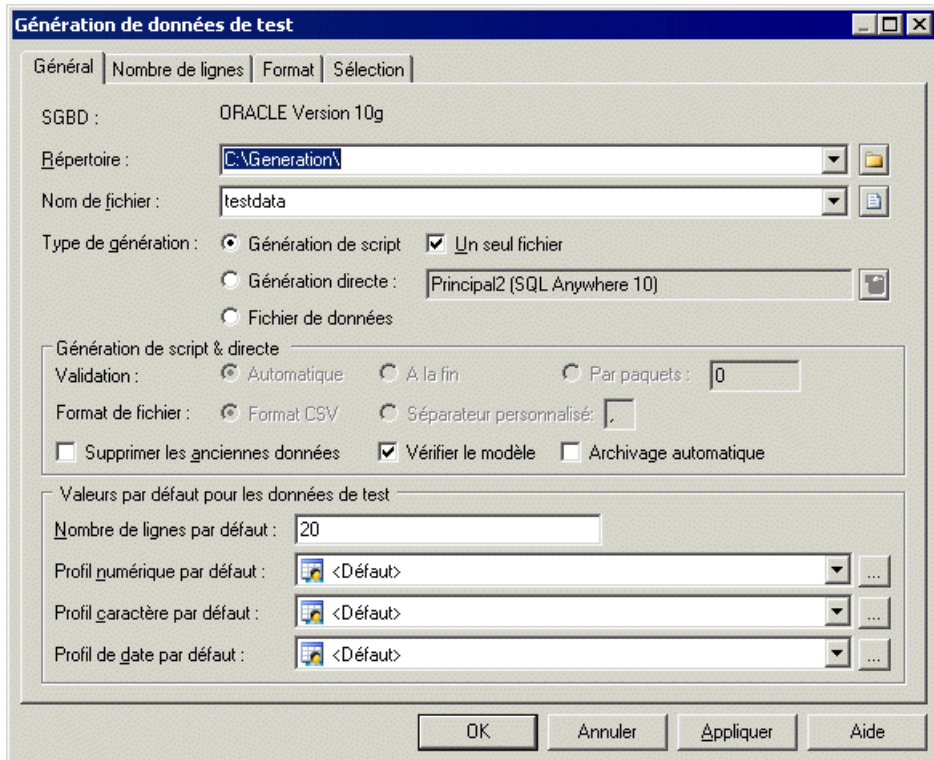 Génération de données de test
Général Nombre de lignes Format Sélection
SGBD : ORACLE Version 10g
Répertoire : C:\Generation\
Nom de fichier : testdata
Type de génération : Génération de script Un seul fichier
Génération directe : Principal2 (SQL Anywhere 10)
Fichier de données
Génération de script & directe
Validation : Automatique A la fin Par paquets : 0
Format de fichier : Format CSV Séparateur personnalisé: ,
Supprimer les anciennes données Vérifier le modèle Archivage automatique
Valeurs par défaut pour les données de test
Nombre de lignes par défaut : 20
Profil numérique par défaut : <Défaut> ...
Profil caractère par défaut : <Défaut> ...
Profil de date par défaut : <Défaut> ...
OK Annuler Appliquer Aide